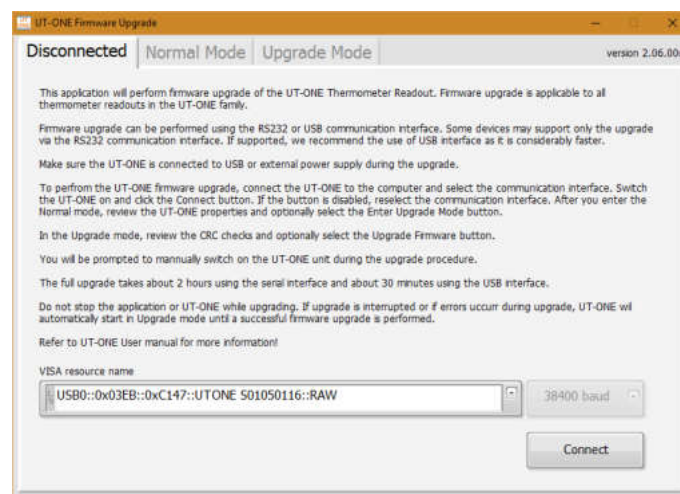 UT-ONE Firmware Upgrade
Disconnected Normal Mode Upgrade Mode version 2.06.00
This application will perform firmware upgrade of the UT-ONE Thermometer Readout. Firmware upgrade is applicable to all
thermometer readouts in the UT-ONE family.
Firmware upgrade can be performed using the RS232 or USB communication interface. Some devices may support only the upgrade
via the RS232 communication interface. If supported, we recommend the use of USB interface as it is considerably faster.
Make sure the UT-ONE is connected to USB or external power supply during the upgrade.
To perfrom the UT-ONE firmware upgrade, connect the UT-ONE to the computer and select the communication interface. Switch
the UT-ONE on and click the Connect button. If the button is disabled, reselect the communication interface. After you enter the
Normal mode, review the UT-ONE properties and optionally select the Enter Upgrade Mode button.
In the Upgrade mode, review the CRC checks and optionally select the Upgrade Firmware button.
You will be prompted to mannually switch on the UT-ONE unit during the upgrade procedure.
The full upgrade takes about 2 hours using the serial interface and about 30 minutes using the USB interface.
Do not stop the application or UT-ONE while upgrading. If upgrade is interrupted or if errors uccurr during upgrade, UT-ONE wil
automatically start in Upgrade mode until a successful firmware upgrade is performed.
Refer to UT-ONE User manual for more information!
VISA resource name
USB0::0x03EB::0xC147::UTONE S01050116::RAW 38400 baud
Connect